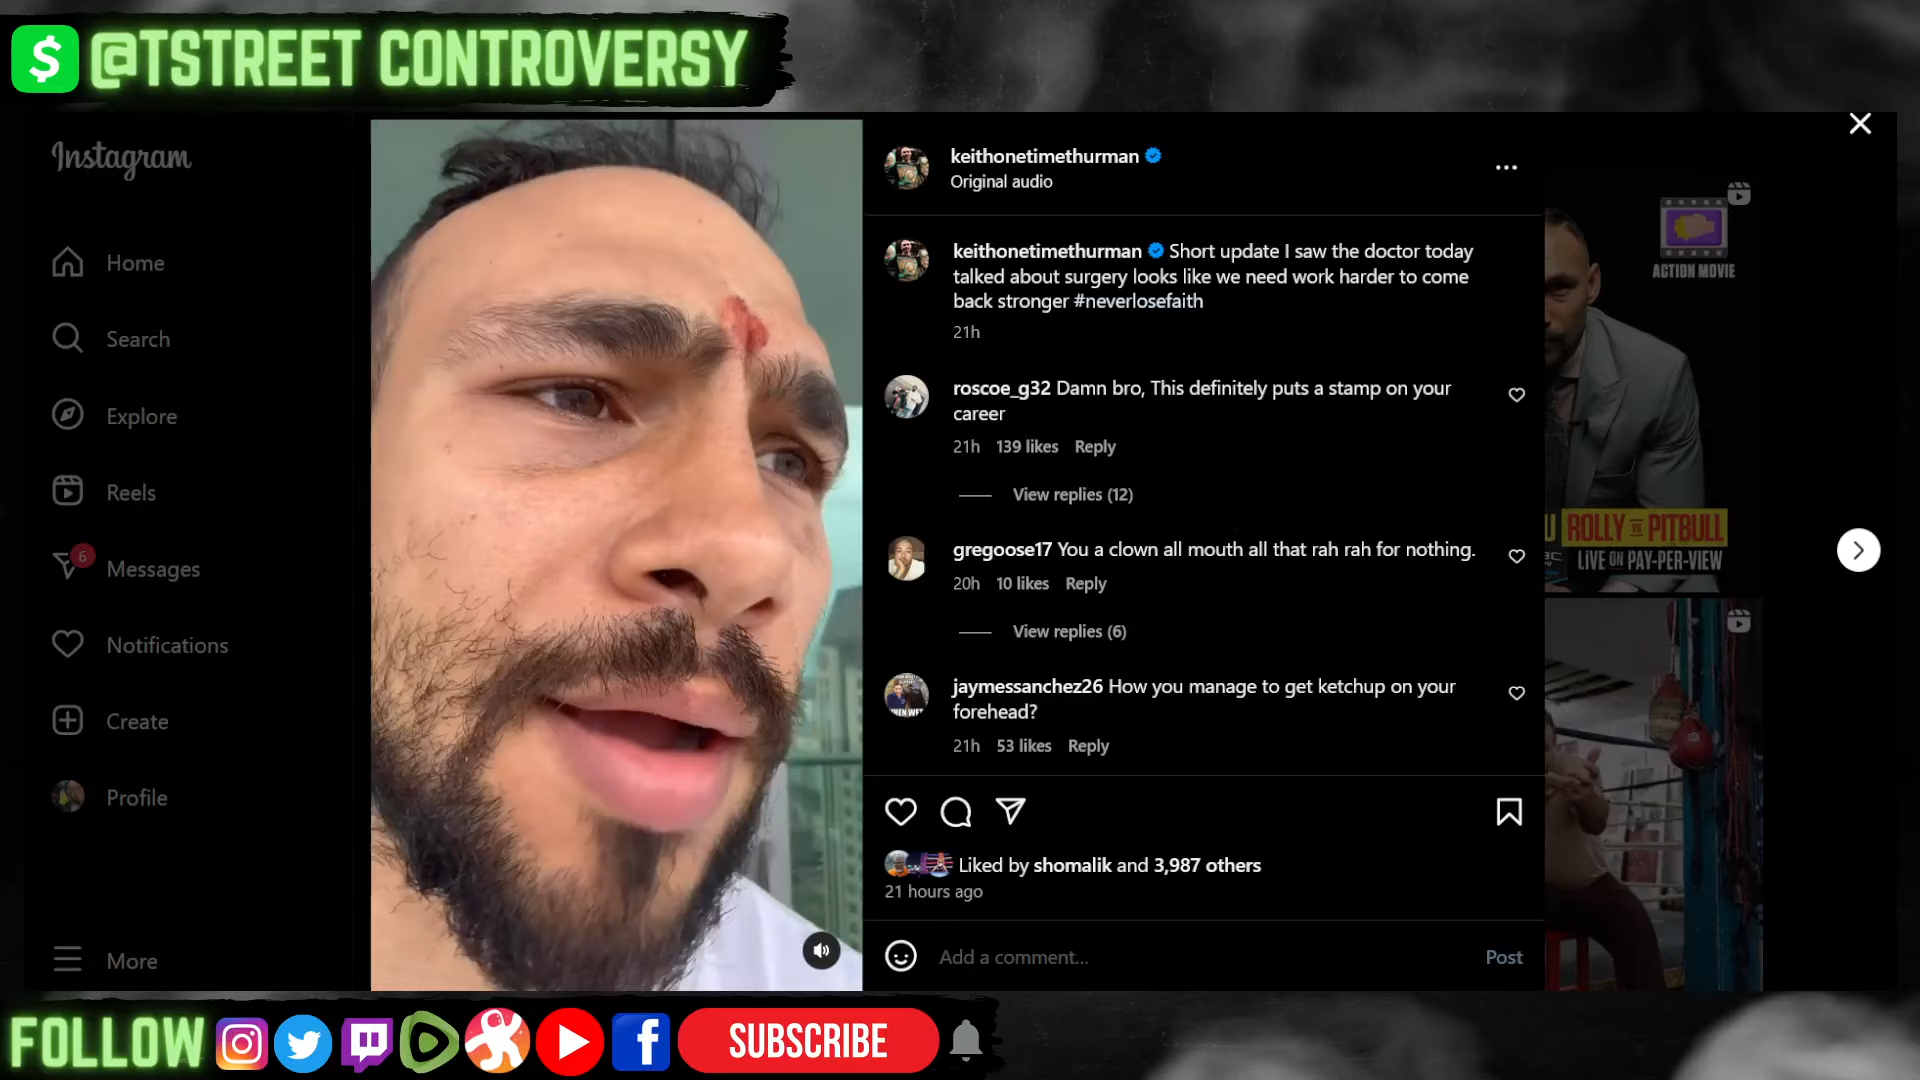 $ @TSTREET CONTROVERSY
Instagram
Home
Search
Explore
Reels
6
Messages
Notifications
Create
Profile
More
keithonetimethurman
Original audio
keithonetimethurman Short update I saw the doctor today
talked about surgery looks like we need work harder to come
back stronger #neverlosefaith
21h
roscoe_g32 Damn bro, This definitely puts a stamp on your
career
21h 139 likes Reply
View replies (12)
gregoose17 You a clown all mouth all that rah rah for nothing.
20h 10 likes Reply
View replies (6)
jaymessanchez26 How you manage to get ketchup on your
forehead?
21h 53 likes Reply
Liked by shomalik and 3,987 others
21 hours ago
Add a comment...
Post
ACTION MOVIE
ROLLY VS PITBULL
LIVE ON PAY-PER-VIEW
FOLLOW
SUBSCRIBE